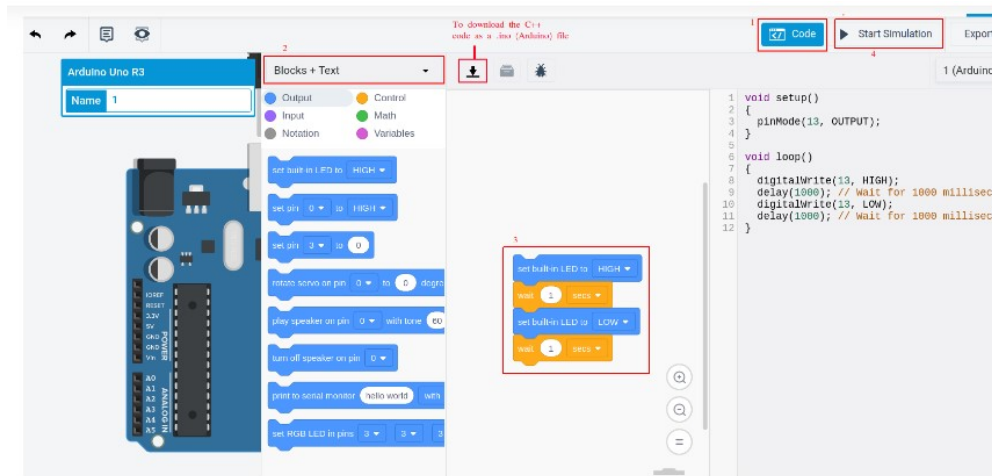 To download the C++
code as a .ino (Arduino) file
1
Code
Start Simulation
4
Export
2
Arduino Uno R3
Name 1
Blocks + Text
1 (Arduino
Output
Control
Input
Math
Notation
Variables
set built-in LED to HIGH
set pin 0 to HIGH
set pin 3 to 0
rotate servo on pin 0 to 0 degre
play speaker on pin 0 with tone 60
turn off speaker on pin 0
print to serial monitor hello world with
set RGB LED in pins 3 3 3
3
set built-in LED to HIGH
wait 1 secs
set built-in LED to LOW
wait 1 secs
1 void setup()
2 {
3 pinMode(13, OUTPUT);
4 }
5
6 void loop()
7 {
8 digitalWrite(13, HIGH);
9 delay(1000); // Wait for 1000 millisec
10 digitalWrite(13, LOW);
11 delay(1000); // Wait for 1000 millisec
12 }
IOREF
RESET
3.3V
5V
GND
GND
Vin
POWER
A0
A1
A2
A3
A4
A5
ANALOG IN